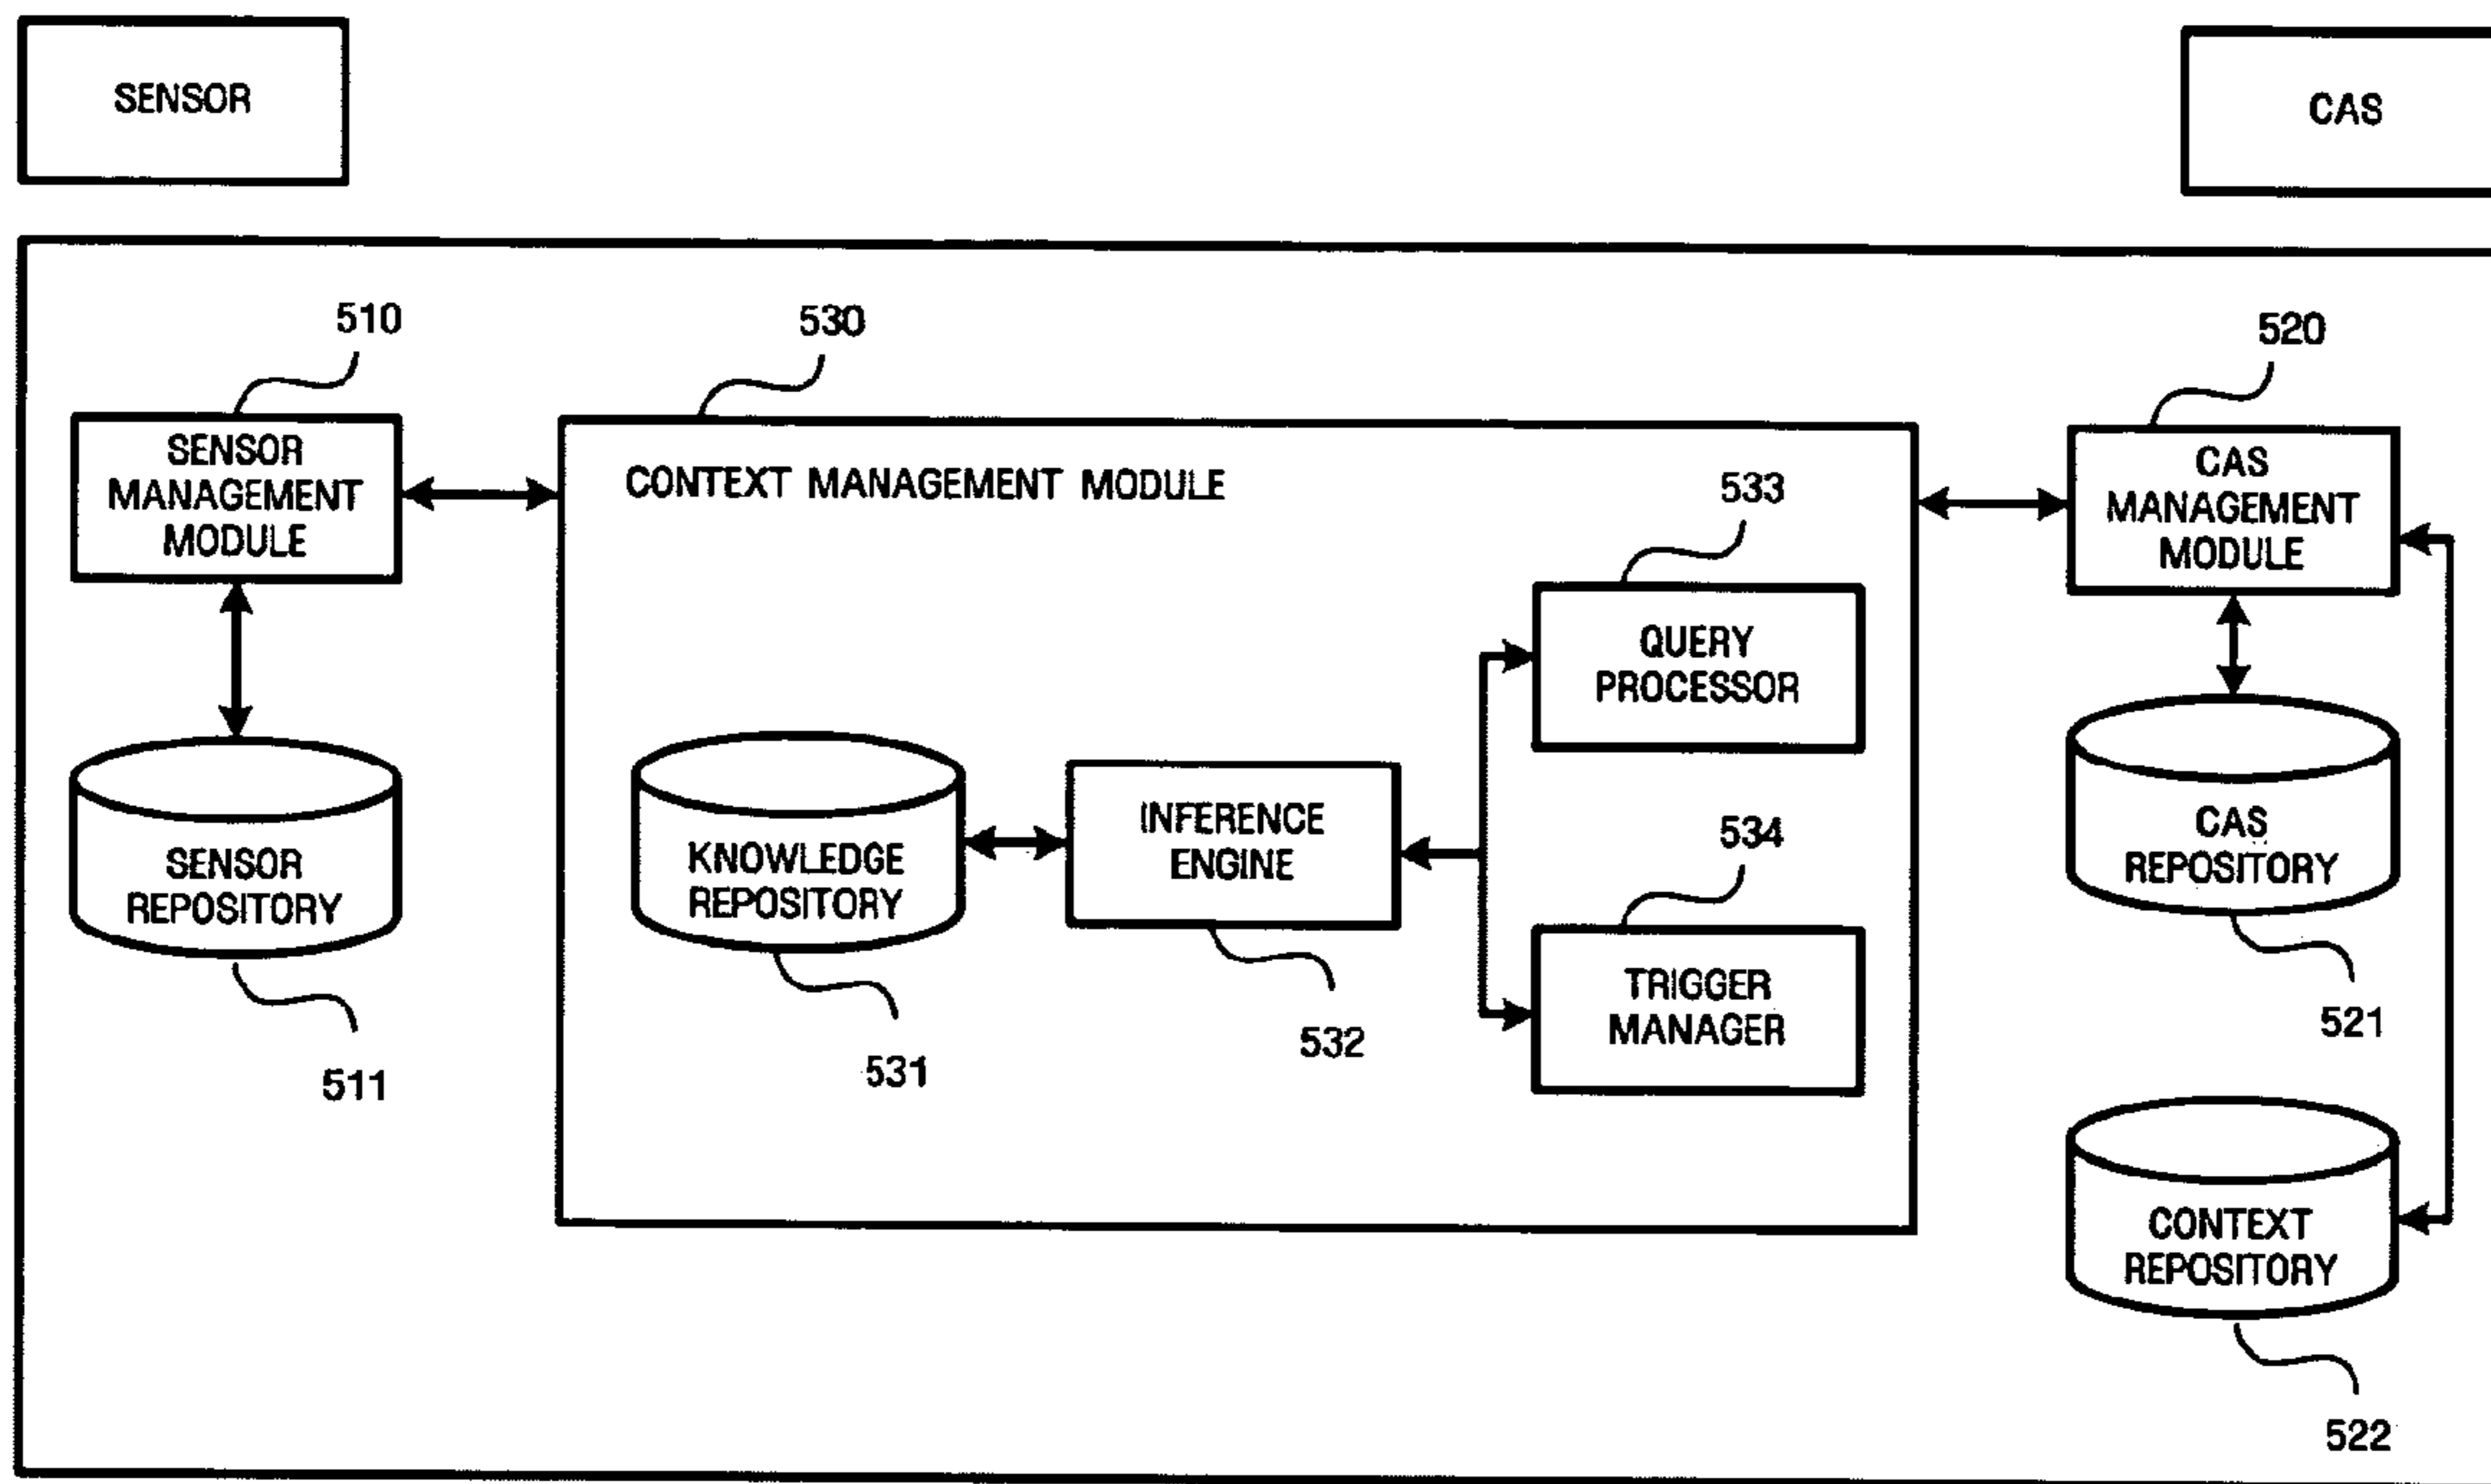 SENSOR
CAS
510
530
520
SENSOR
MANAGEMENT
MODULE
CONTEXT MANAGEMENT MODULE
CAS
MANAGEMENT
MODULE
533
QUERY
PROCESSOR
SENSOR
REPOSITORY
KNOWLEDGE
REPOSITORY
INFERENCE
ENGINE
534
CAS
REPOSITORY
TRIGGER
MANAGER
511
531
532
521
CONTEXT
REPOSITORY
522